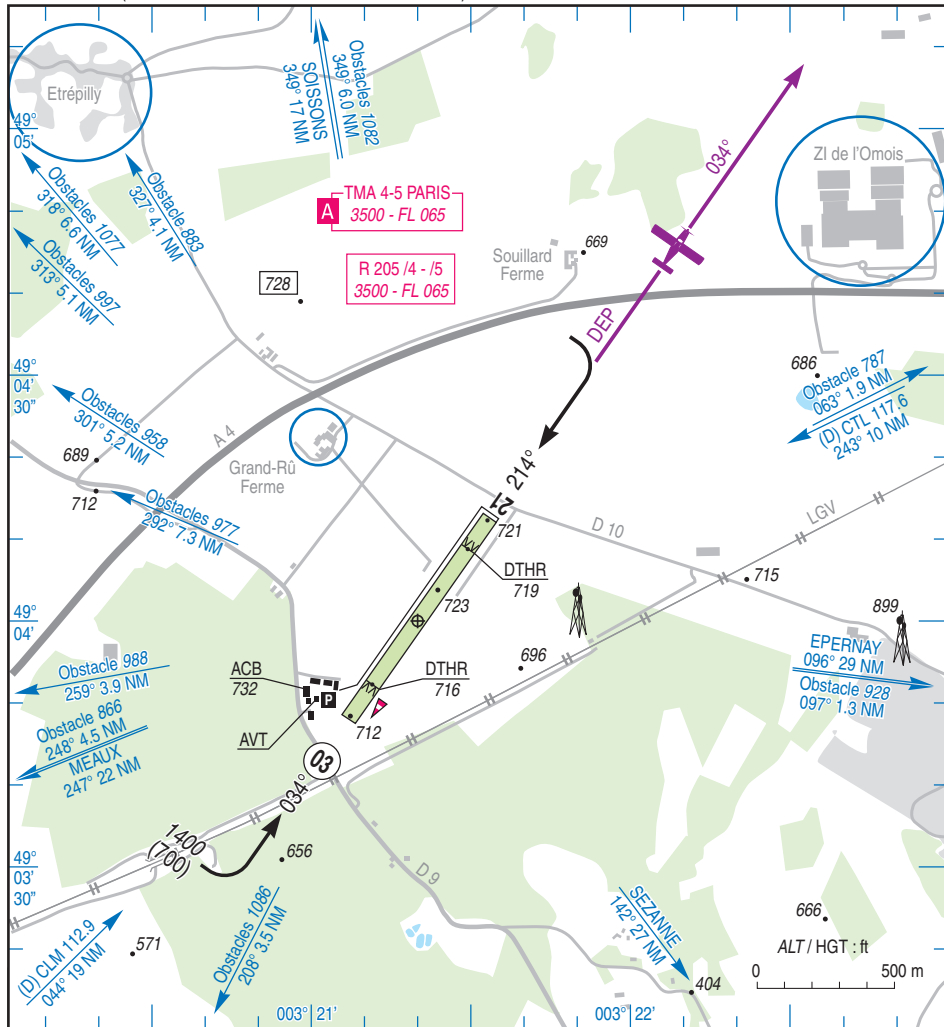 Etrépilly
Obstacles 1082
349° 6.0 NM
SOISSONS
349° 17 NM
034°
ZI de l'Omois
49°
05'
Obstacles 1077
318° 6.6 NM
Obstacle 883
327° 4.1 NM
Obstacles 997
313° 5.1 NM
TMA 4-5 PARIS
A
3500 - FL 065
R 205 /4 - /5
3500 - FL 065
728
Souillard
Ferme
669
DEP
686
49°
04'
30"
Obstacle 787
063° 1.9 NM
(D) CTL 117.6
243° 10 NM
Obstacles 958
301° 5.2 NM
A 4
689
712
Grand-Rû
Ferme
214°
21
Obstacles 977
292° 7.3 NM
721
D 10
LGV
DTHR
719
715
723
49°
04'
899
696
Obstacle 988
259° 3.9 NM
ACB
732
P
DTHR
716
EPERNAY
096° 29 NM
Obstacle 928
097° 1.3 NM
Obstacle 866
248° 4.5 NM
MEAUX
247° 22 NM
AVT
712
03
034°
1400
(700)
656
49°
03'
30"
D 9
Obstacles 1086
208° 3.5 NM
SEZANNE
142° 27 NM
666
(D) CLM 112.9
044° 19 NM
571
404
ALT / HGT : ft
0
500 m
003° 21'
003° 22'